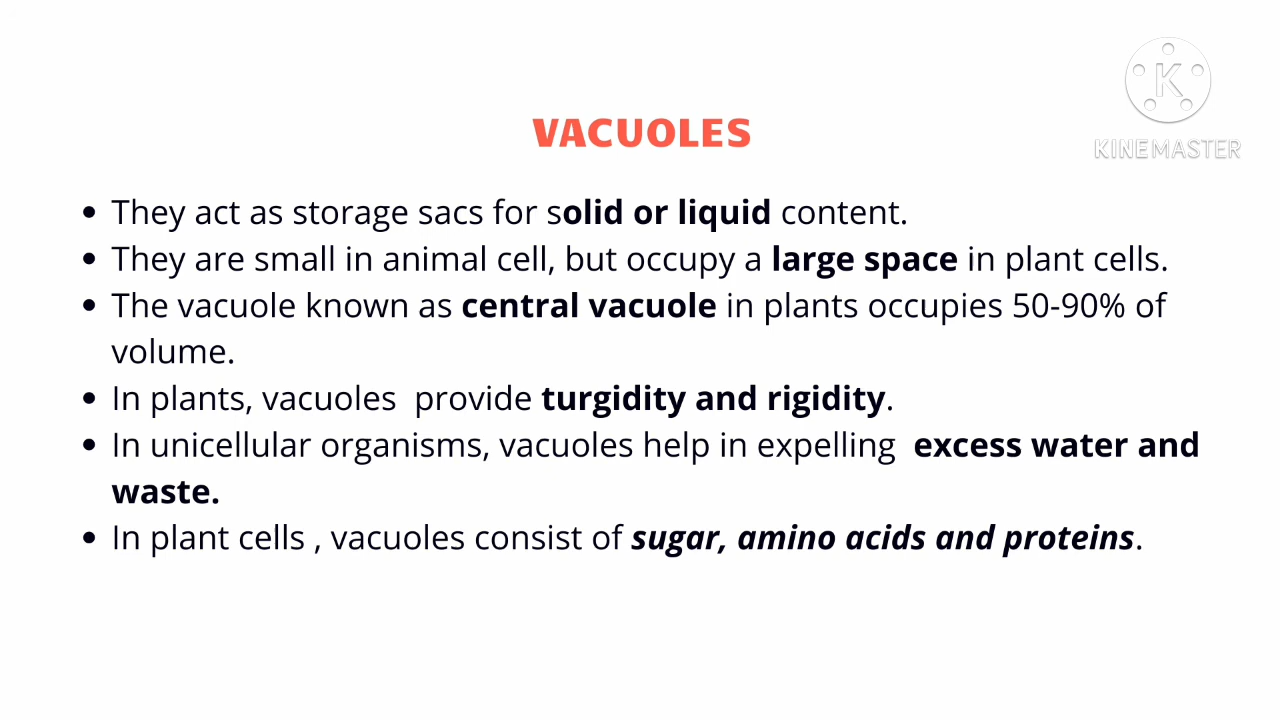 K
KINEMASTER
VACUOLES
• They act as storage sacs for solid or liquid content.
• They are small in animal cell, but occupy a large space in plant cells.
• The vacuole known as central vacuole in plants occupies 50-90% of
volume.
• In plants, vacuoles  provide turgidity and rigidity.
• In unicellular organisms, vacuoles help in expelling  excess water and
waste.
• In plant cells , vacuoles consist of sugar, amino acids and proteins.